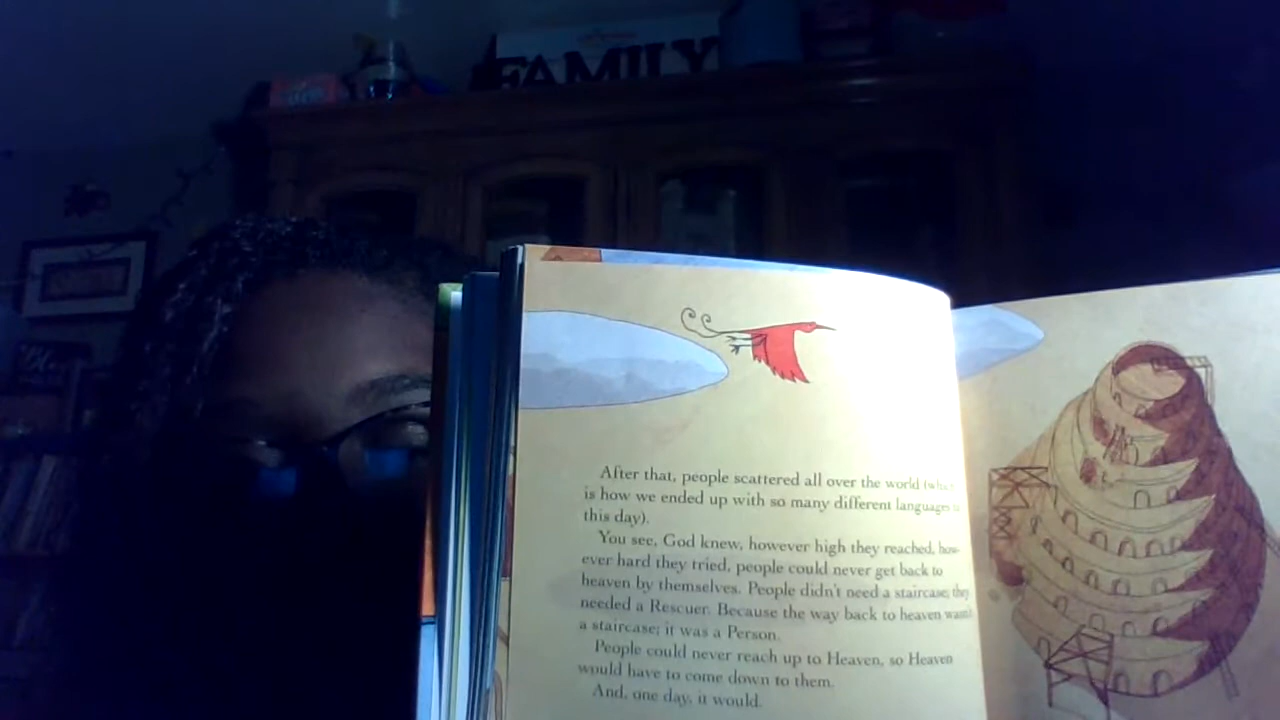 FAMILY
After that, people scattered all over the world
is how we ended up with so many different languages
this day).
You see, God knew, however high they reached, how-
ever hard they tried, people could never get back to
heaven by themselves. People didn't need a staircase; they
needed a Rescuer. Because the way back to heaven wasn't
a staircase; it was a Person.
People could never reach up to Heaven, so Heaven
would have to come down to them.
And, one day, it would.